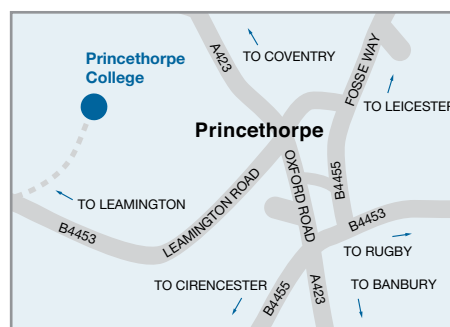 A423
TO COVENTRY
FOSSE WAY
Princethorpe
College
TO LEICESTER
Princethorpe
OXFORD ROAD
B4455
LEAMINGTON ROAD
TO LEAMINGTON
B4453
B4453
TO RUGBY
TO CIRENCESTER
B4455
A423
TO BANBURY